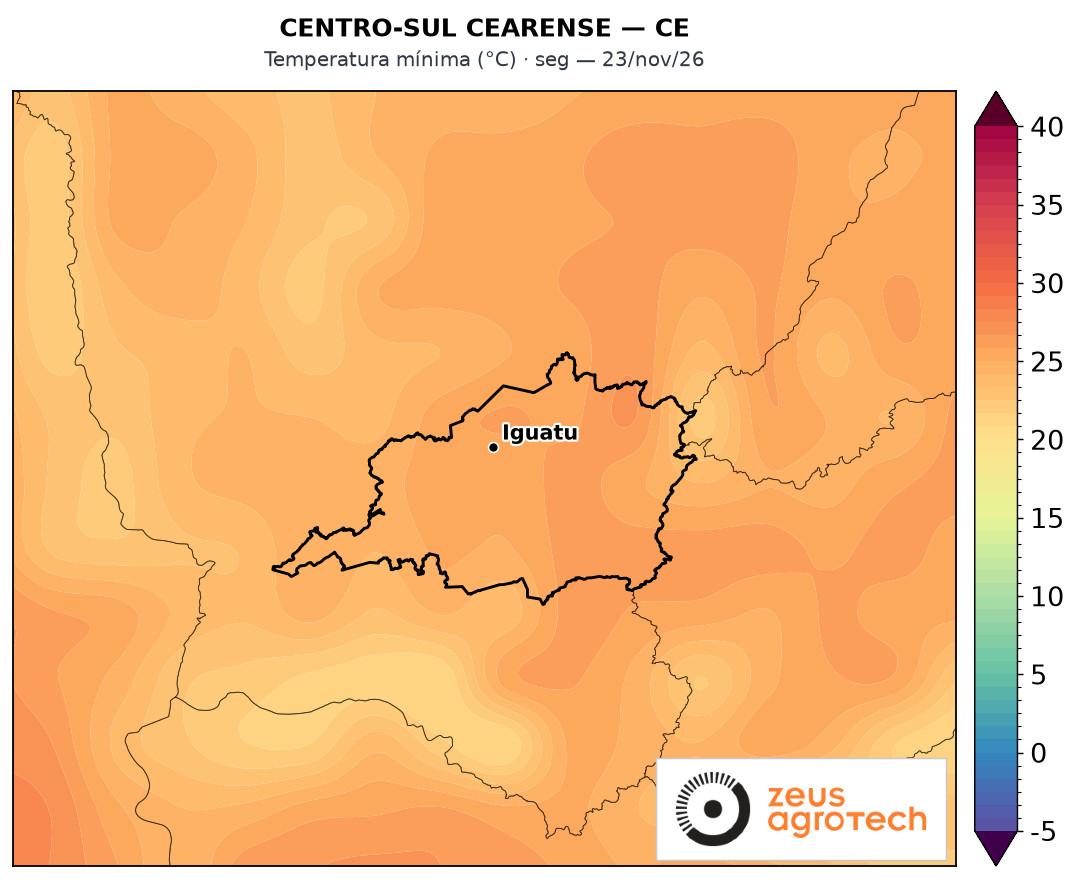 CENTRO-SUL CEARENSE — CE
Temperatura mínima (°C) · seg — 23/nov/26
Iguatu
40
35
30
25
20
15
10
5
0
-5
zeus
agrotech